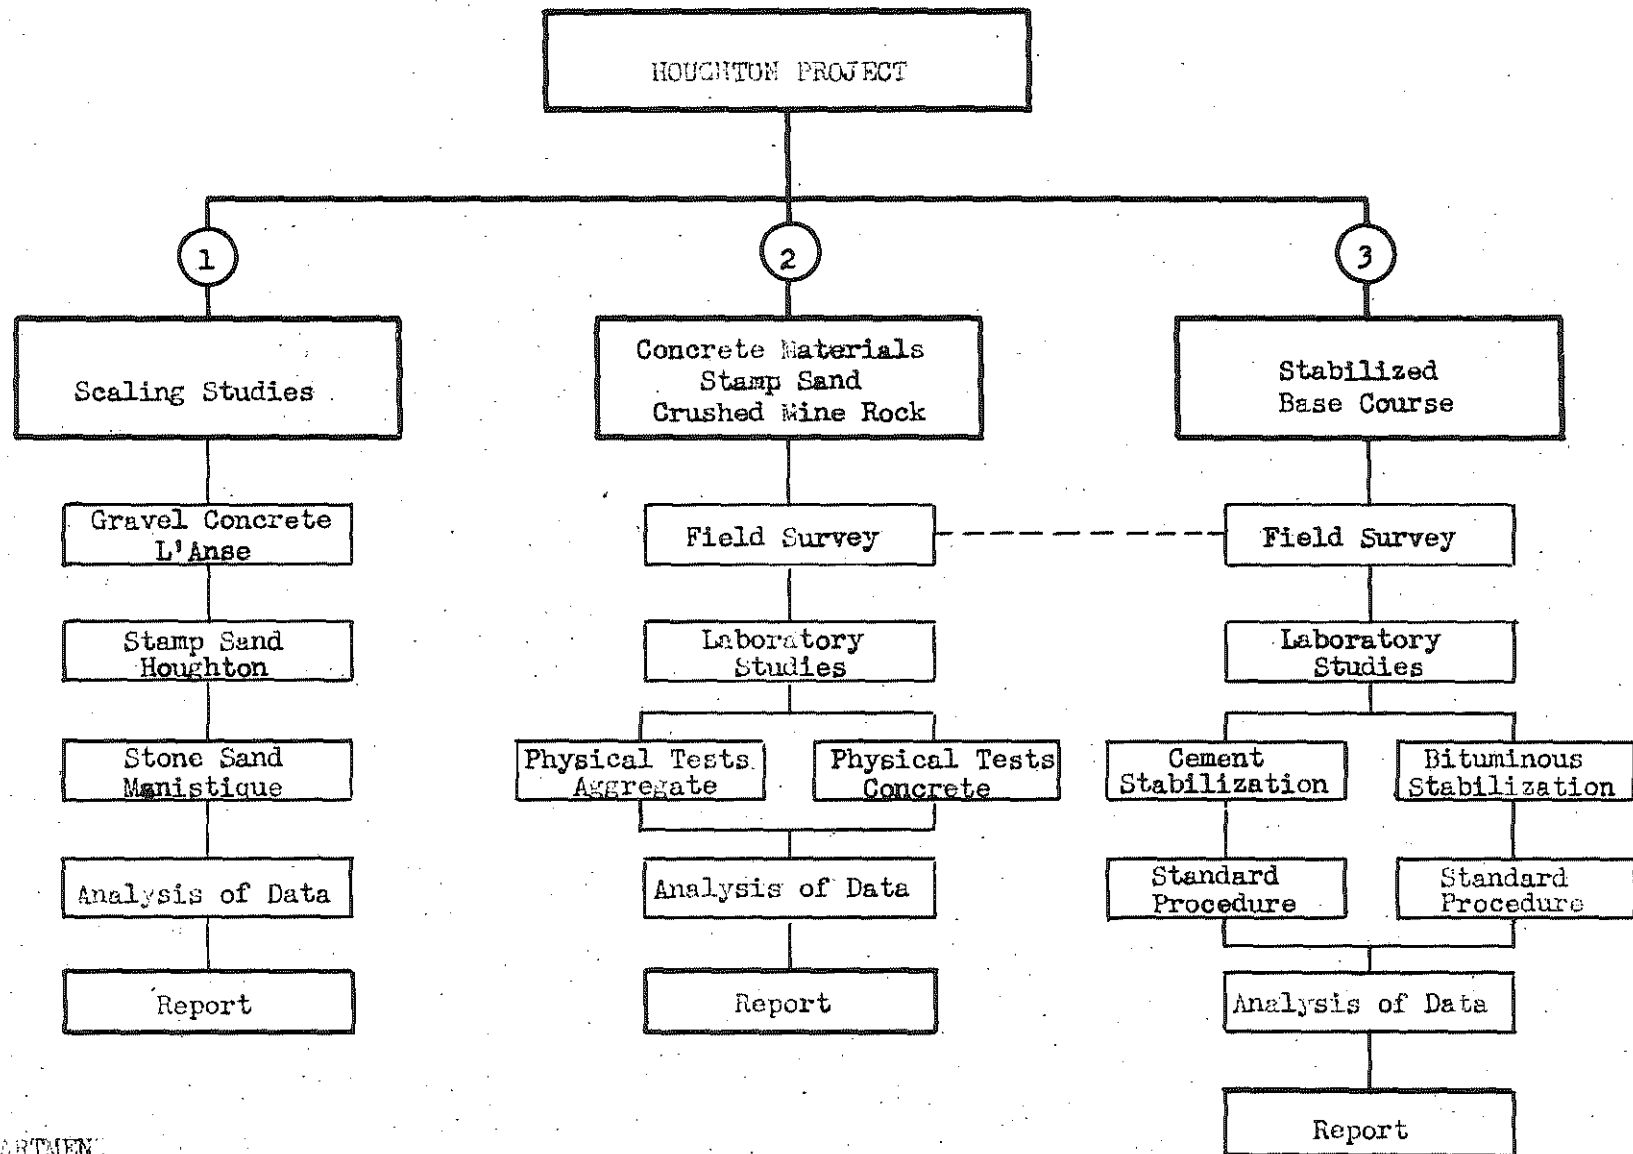 HOUGHTON PROJECT
1
2
3
Scaling Studies
Concrete Materials
Stamp Sand
Crushed Mine Rock
Stabilized
Base Course
Gravel Concrete
L'Anse
Stamp Sand
Houghton
Stone Sand
Manistique
Analysis of Data
Report
Field Survey
Laboratory
Studies
Physical Tests
Aggregate
Physical Tests
Concrete
Analysis of Data
Report
Field Survey
Laboratory
Studies
Cement
Stabilization
Bituminous
Stabilization
Standard
Procedure
Standard
Procedure
Analysis of Data
Report